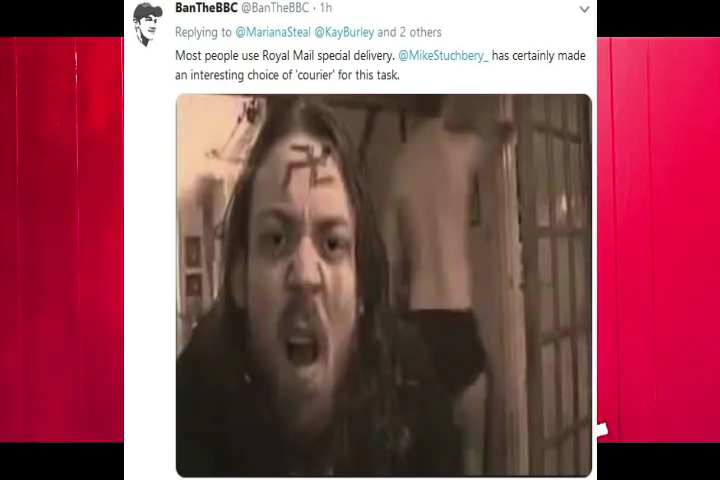 BanTheBBC @BanTheBBC · 1h
Replying to @MarianaSteal @KayBurley and 2 others
Most people use Royal Mail special delivery. @MikeStuchbery_ has certainly made
an interesting choice of 'courier' for this task.